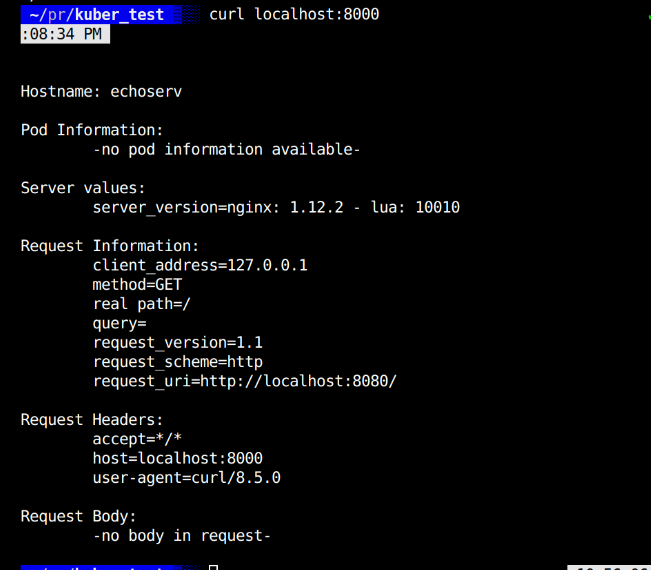 ~/pr/kuber_test curl localhost:8000
:08:34 PM
Hostname: echoserv
Pod Information:
-no pod information available-
Server values:
server_version=nginx: 1.12.2 - lua: 10010
Request Information:
client_address=127.0.0.1
method=GET
real path=/
query=
request_version=1.1
request_scheme=http
request_uri=http://localhost:8080/
Request Headers:
accept=*/*
host=localhost:8000
user-agent=curl/8.5.0
Request Body:
-no body in request-